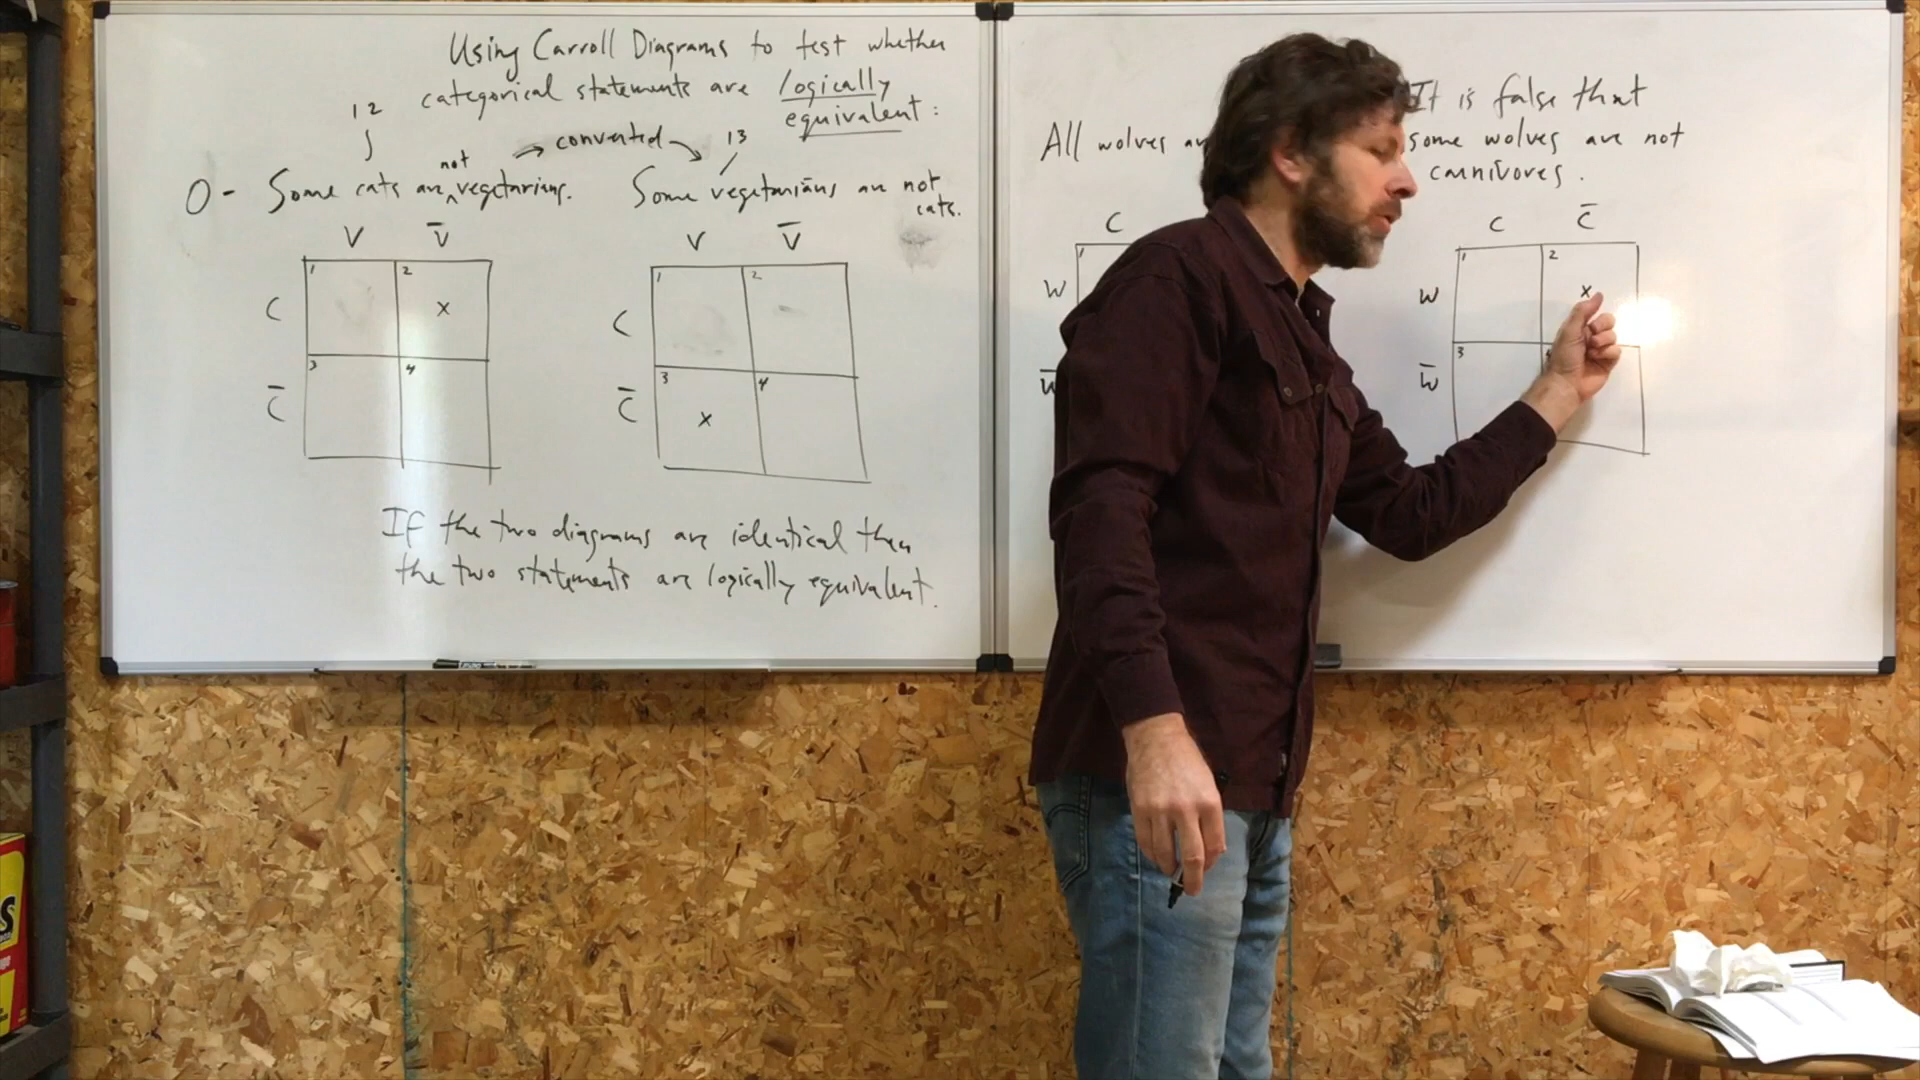 Using Carroll Diagrams to test whether
categorical statements are logically
equivalent:
12
converted
13
not
O - Some cats are vegetarians.
Some vegetarians are not
cats.
V V̄
C 1 2 x
C̄ 3 4
V V̄
C 1 2
C̄ 3 x 4
If the two diagrams are identical then
the two statements are logically equivalent.
All wolves
It is false that
some wolves are not
carnivores.
C
W 1
W̄
C C̄
W 1 2 x
W̄ 3